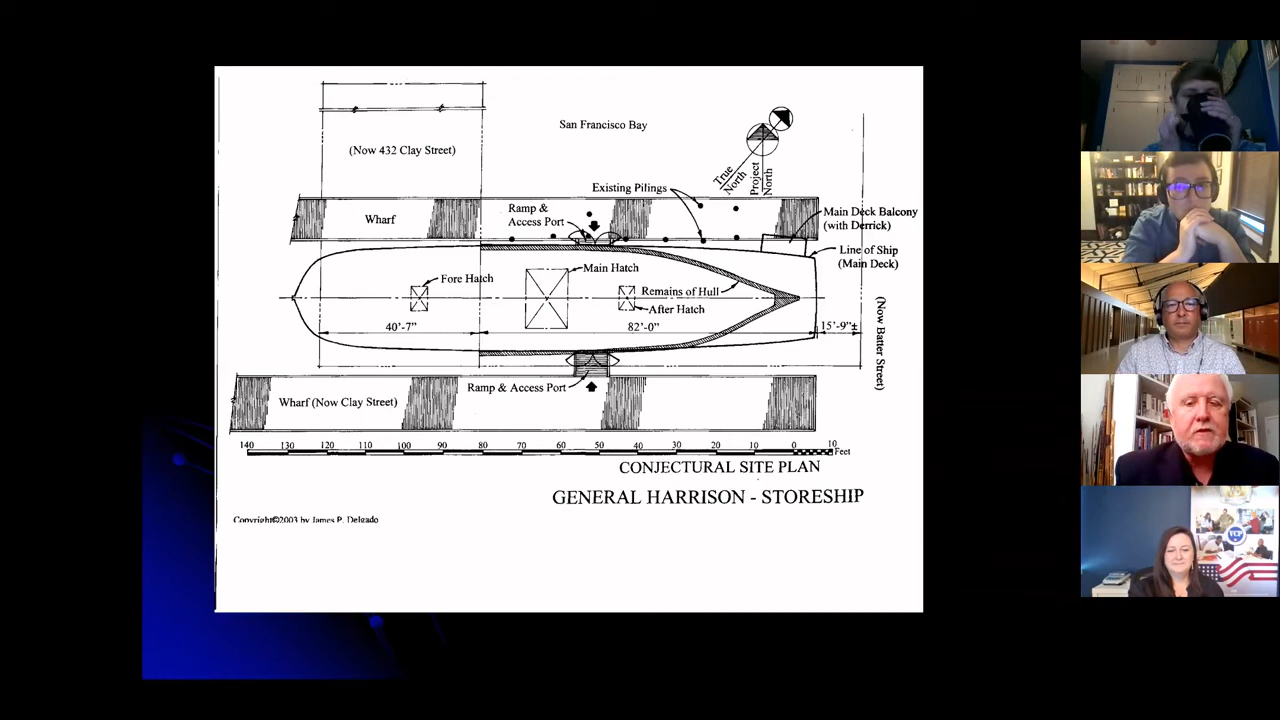 San Francisco Bay
(Now 432 Clay Street)
True
North
Project
North
Existing Pilings
Ramp &
Access Port
Wharf
Main Deck Balcony
(with Derrick)
Line of Ship
(Main Deck)
Main Hatch
Fore Hatch
Remains of Hull
After Hatch
40'-7"
82'-0"
15'-9"±
(Now Batter Street)
Ramp & Access Port
Wharf (Now Clay Street)
140 130 120 110 100 90 80 70 60 50 40 30 20 10 0 10
Feet
CONJECTURAL SITE PLAN
GENERAL HARRISON - STORESHIP
Copyright©2003 by James P. Delgado
VCP